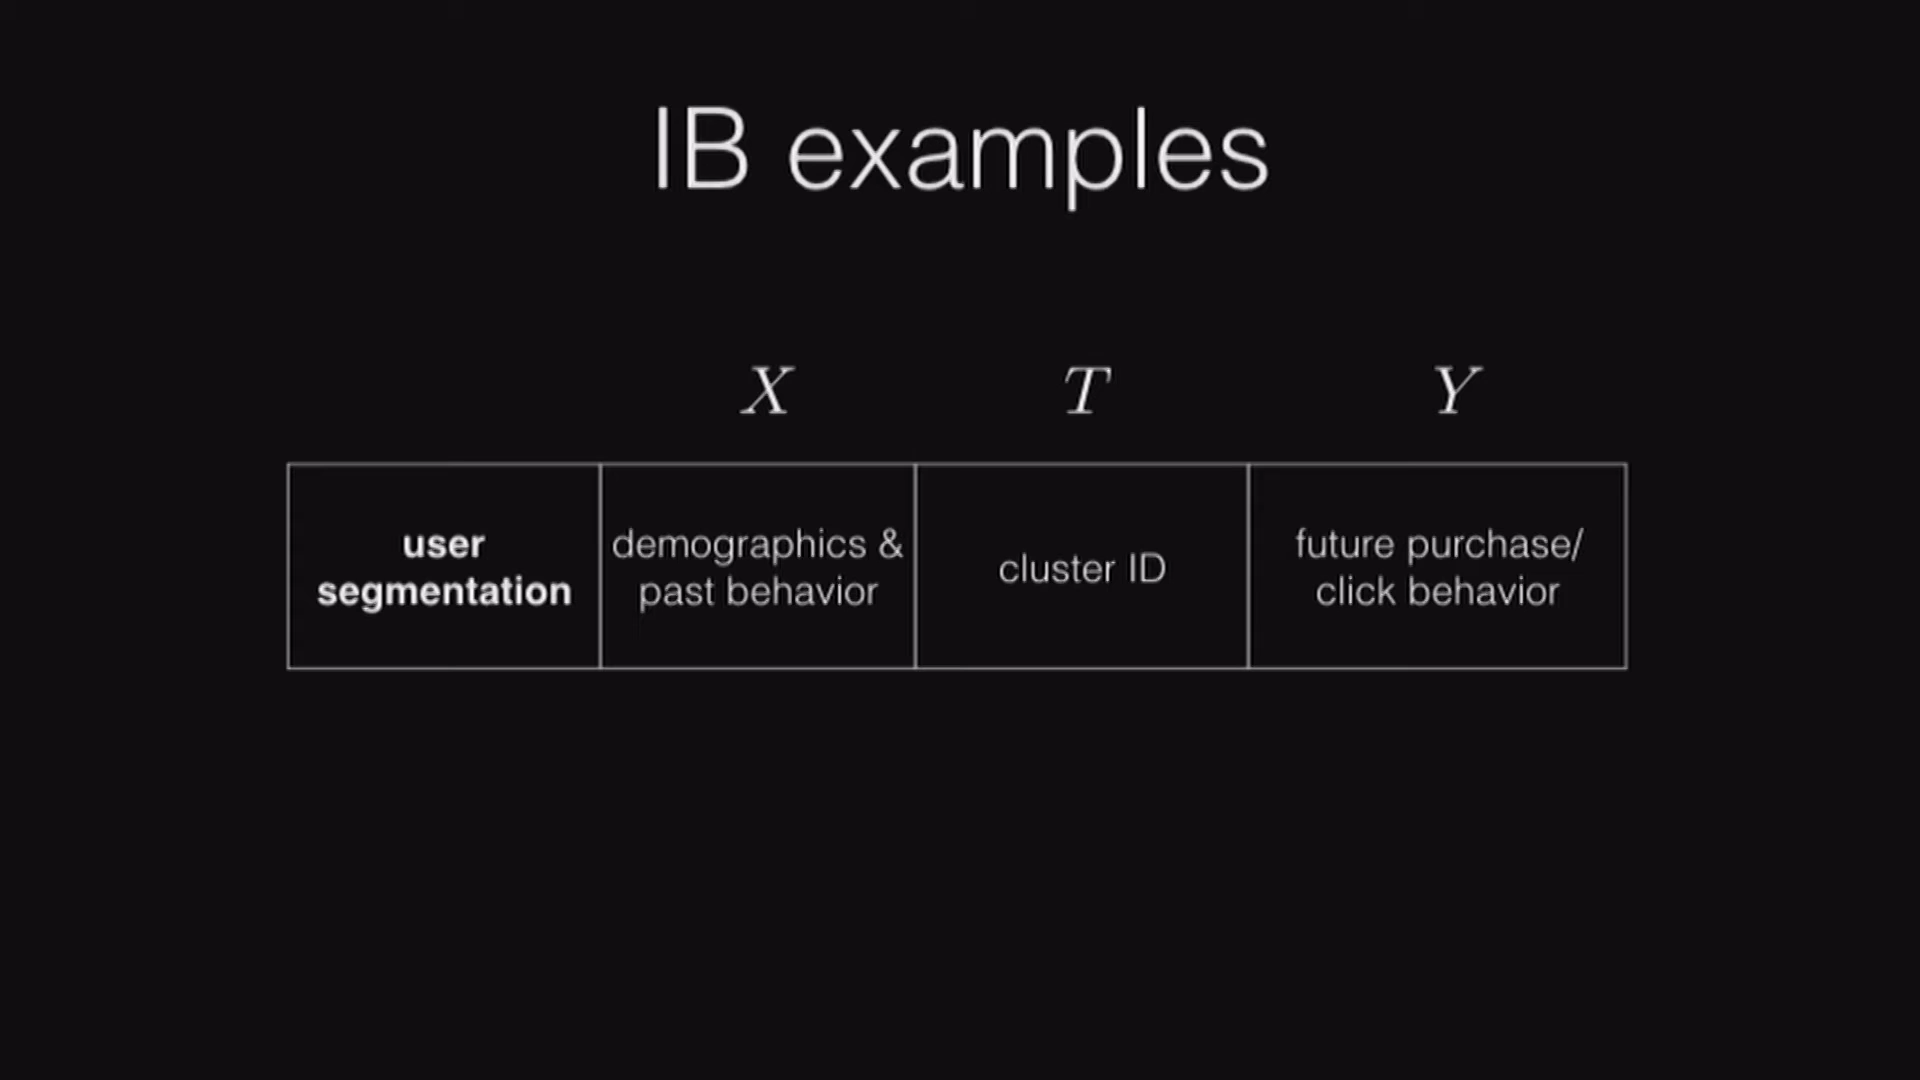 IB examples
X T Y
user
segmentation
demographics &
past behavior
cluster ID
future purchase/
click behavior